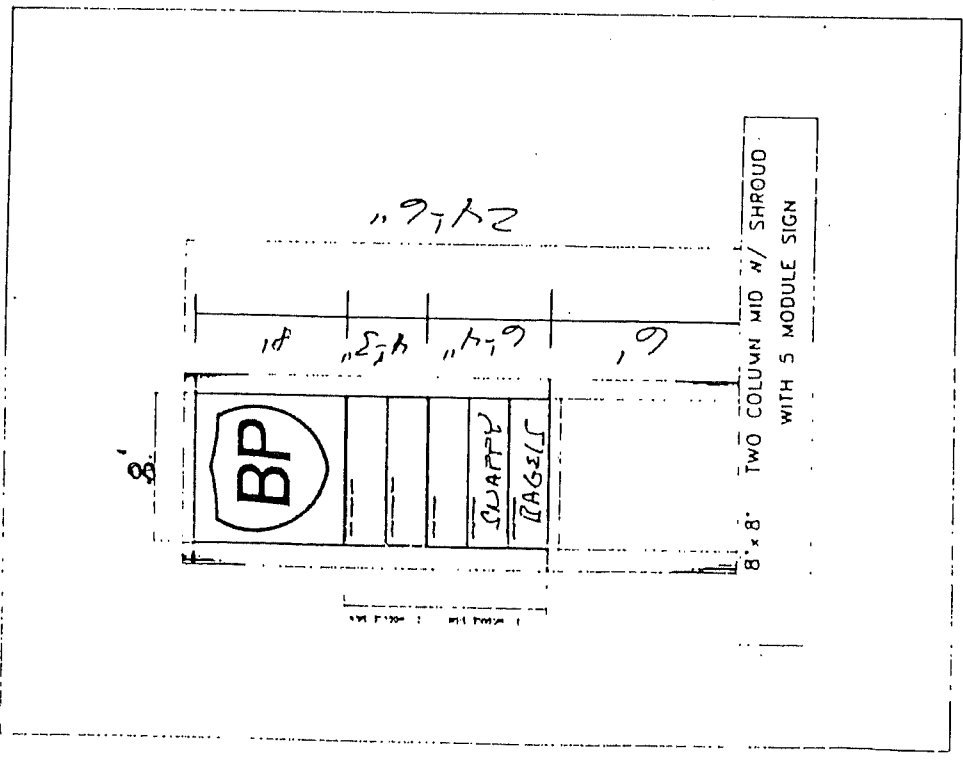 8'
BP
SNAPPY
BAGELS
8'
4'-3"
6'-4"
6'
24'-6"
8'x8' TWO COLUMN MID W/ SHROUD
WITH 5 MODULE SIGN